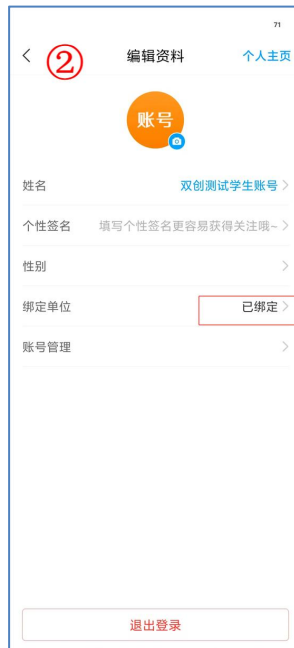 71
② 编辑资料 个人主页
账号
姓名 双创测试学生账号
个性签名 填写个性签名更容易获得关注哦~
性别
绑定单位 已绑定
账号管理
退出登录